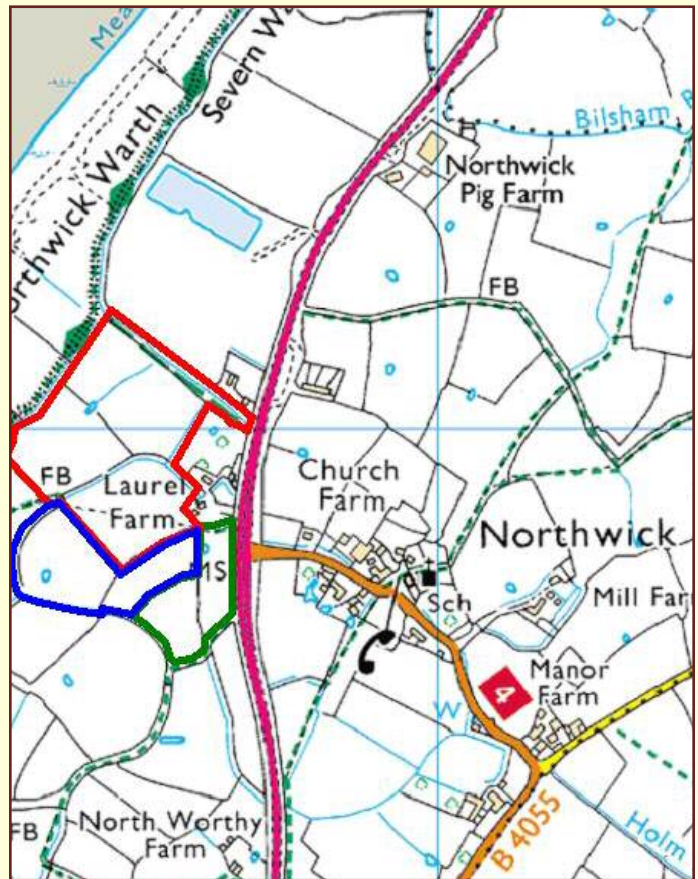 Mea
Severn Wa
orthwick Warth
Bilsham
Northwick
Pig Farm
FB
Church
Farm
FB
Laurel
Farm
MS
Northwick
Sch
Mill Far
Manor
Farm
4
W
North Worthy
Farm
FB
B 4055
Holm